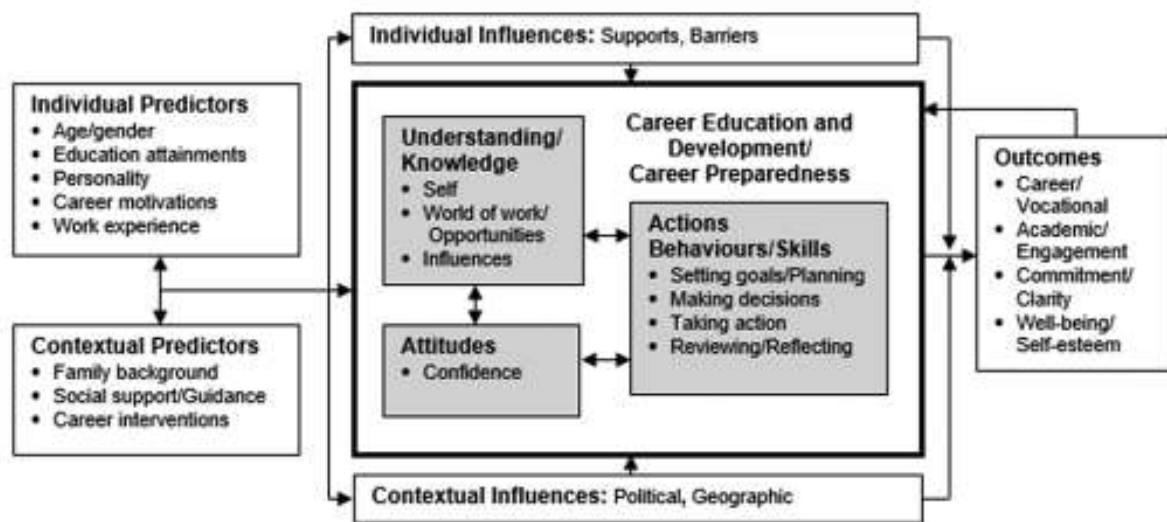 Individual Influences: Supports, Barriers
Individual Predictors
• Age/gender
• Education attainments
• Personality
• Career motivations
• Work experience
Contextual Predictors
• Family background
• Social support/Guidance
• Career interventions
Understanding/
Knowledge
• Self
• World of work/
Opportunities
• Influences
Attitudes
• Confidence
Career Education and
Development/
Career Preparedness
Actions
Behaviours/Skills
• Setting goals/Planning
• Making decisions
• Taking action
• Reviewing/Reflecting
Outcomes
• Career/
Vocational
• Academic/
Engagement
• Commitment/
Clarity
• Well-being/
Self-esteem
Contextual Influences: Political, Geographic